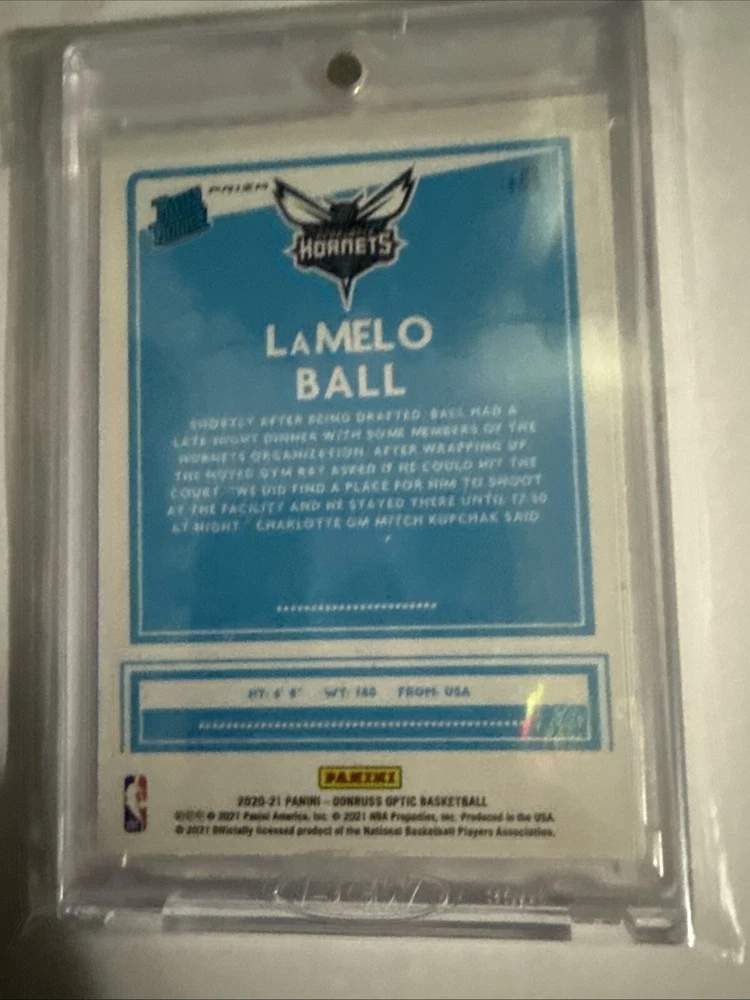 PRIZM
HORNETS
LAMELO
BALL
SHORTLY AFTER BEING DRAFTED, BALL HAD A
LATE-NIGHT DINNER WITH SOME MEMBERS OF THE
HORNETS ORGANIZATION. AFTER WRAPPING UP,
THE NOTED GYM RAT ASKED IF HE COULD HIT THE
COURT. "WE DID FIND A PLACE FOR HIM TO SHOOT
AT THE FACILITY AND HE STAYED THERE UNTIL 12:30
AT NIGHT," CHARLOTTE GM MITCH KUPCHAK SAID.
HT: 6' 8" WT: 180 FROM: USA
PANINI
2020-21 PANINI – DONRUSS OPTIC BASKETBALL
© 2021 Panini America, Inc. © 2021 NBA Properties, Inc. Produced in the USA.
© 2021 Officially licensed product of the National Basketball Players Association.